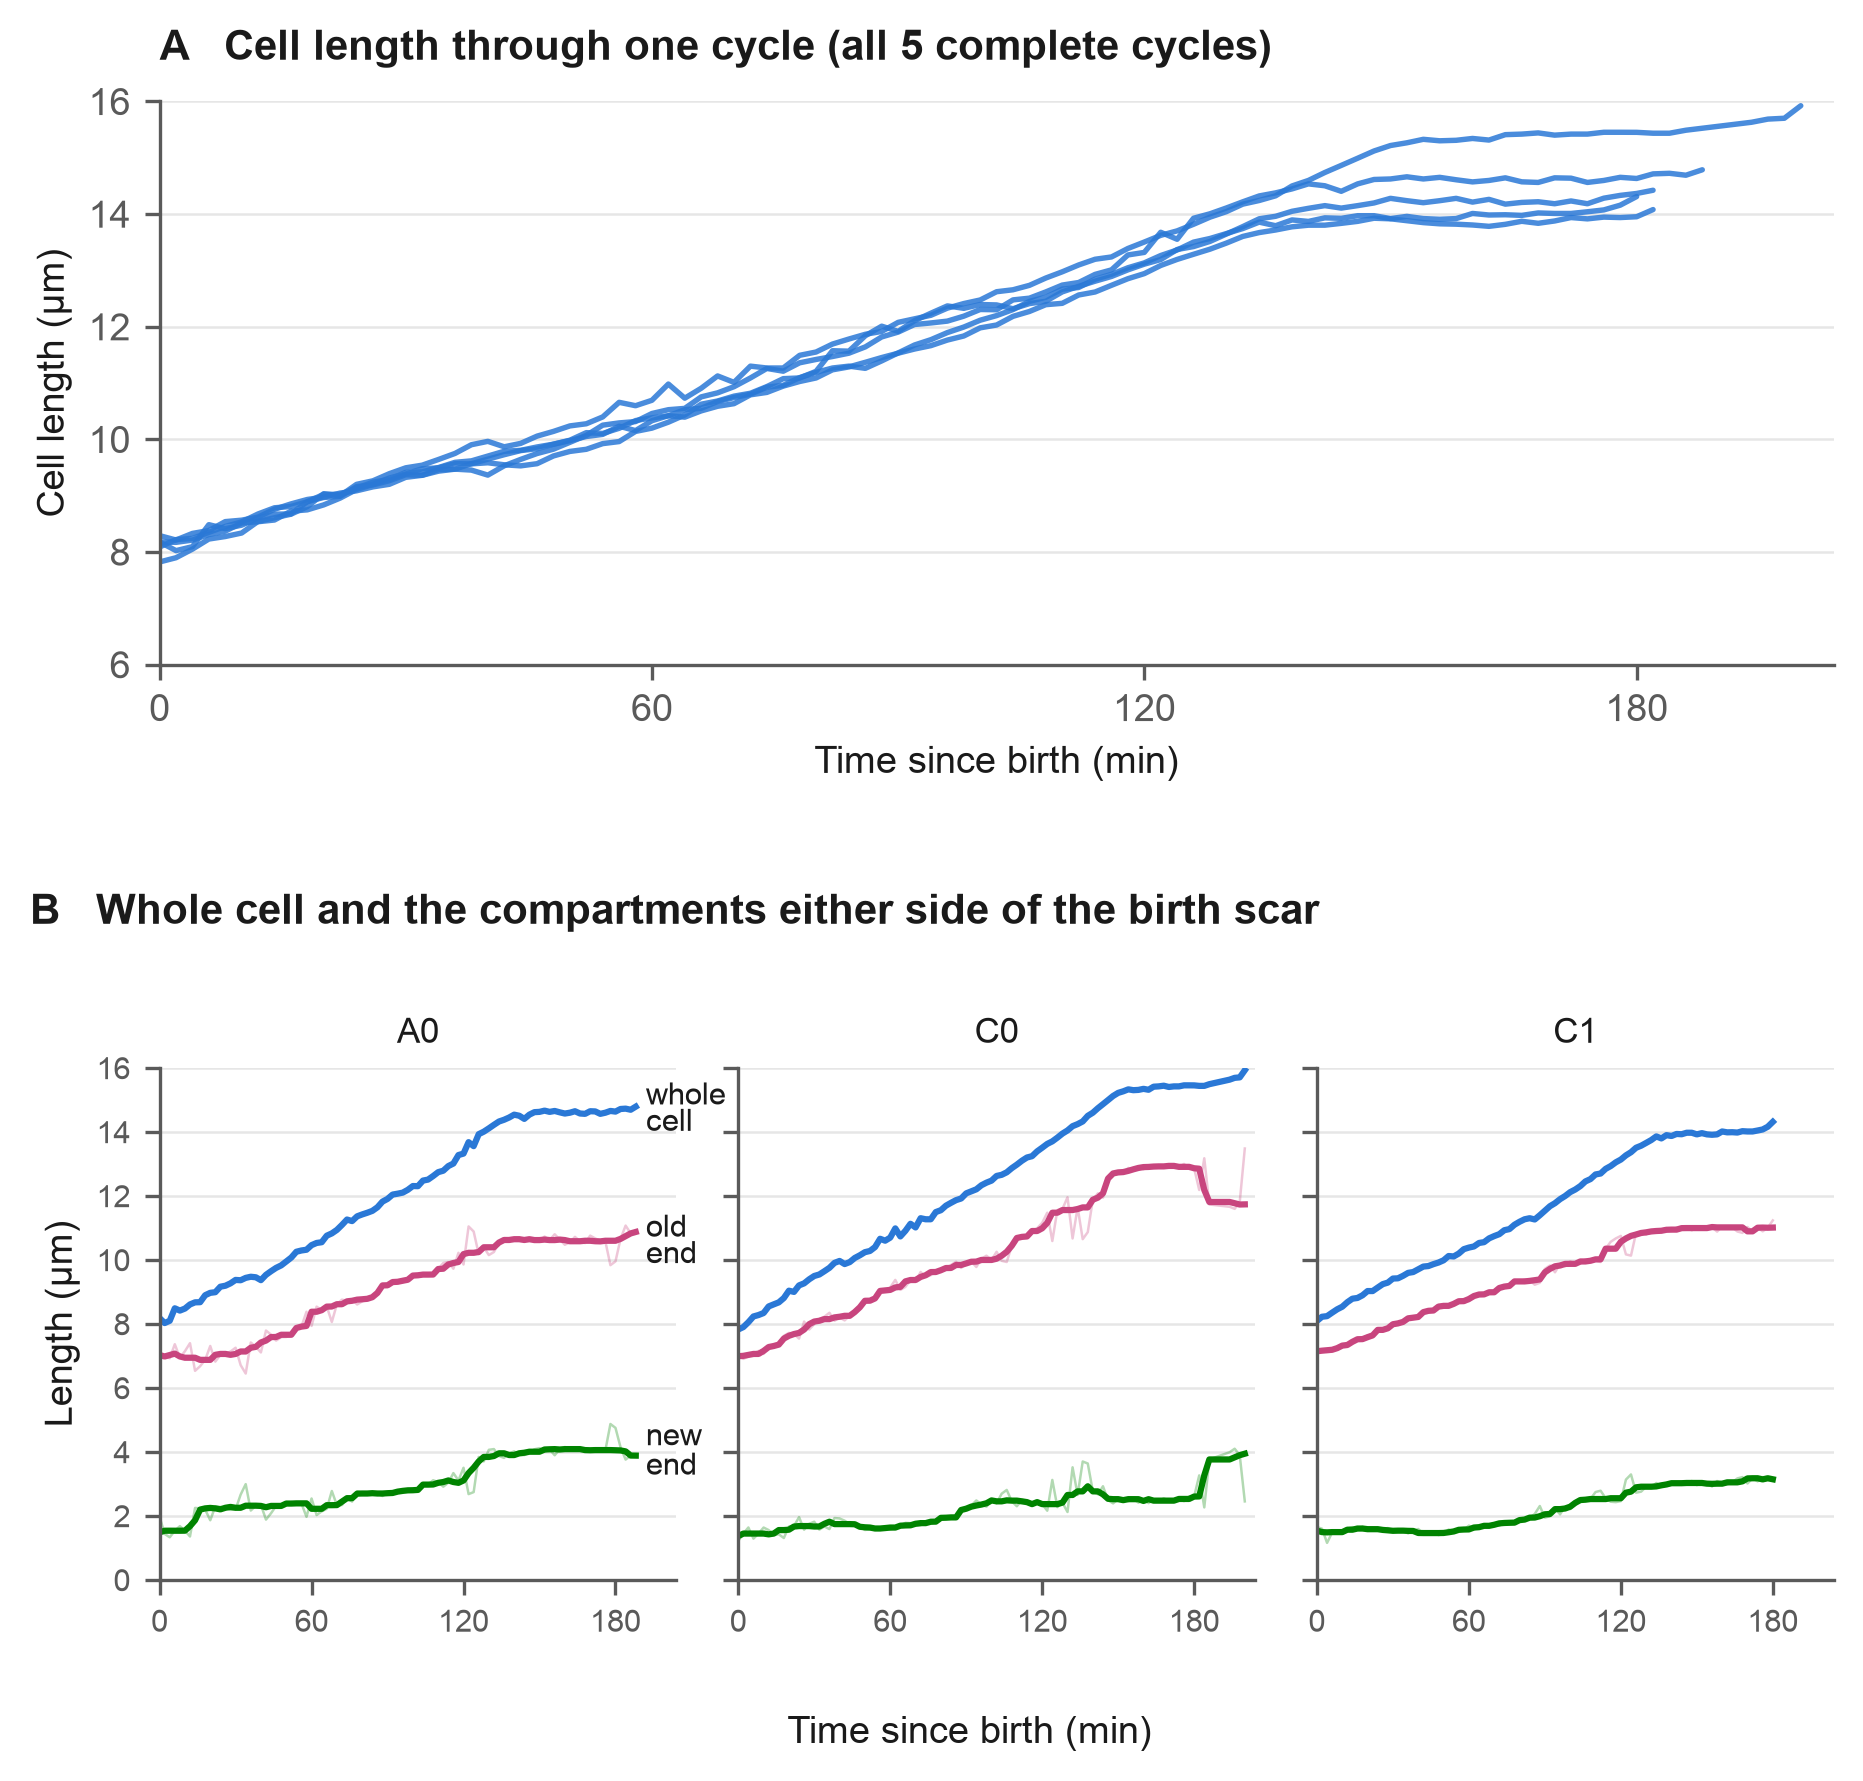 A Cell length through one cycle (all 5 complete cycles)
16
14
12
10
8
6
Cell length (µm)
0 60 120 180
Time since birth (min)
B Whole cell and the compartments either side of the birth scar
A0 C0 C1
16
14
12
10
8
6
4
2
0
Length (µm)
whole
cell
old
end
new
end
0 60 120 180 0 60 120 180 0 60 120 180
Time since birth (min)